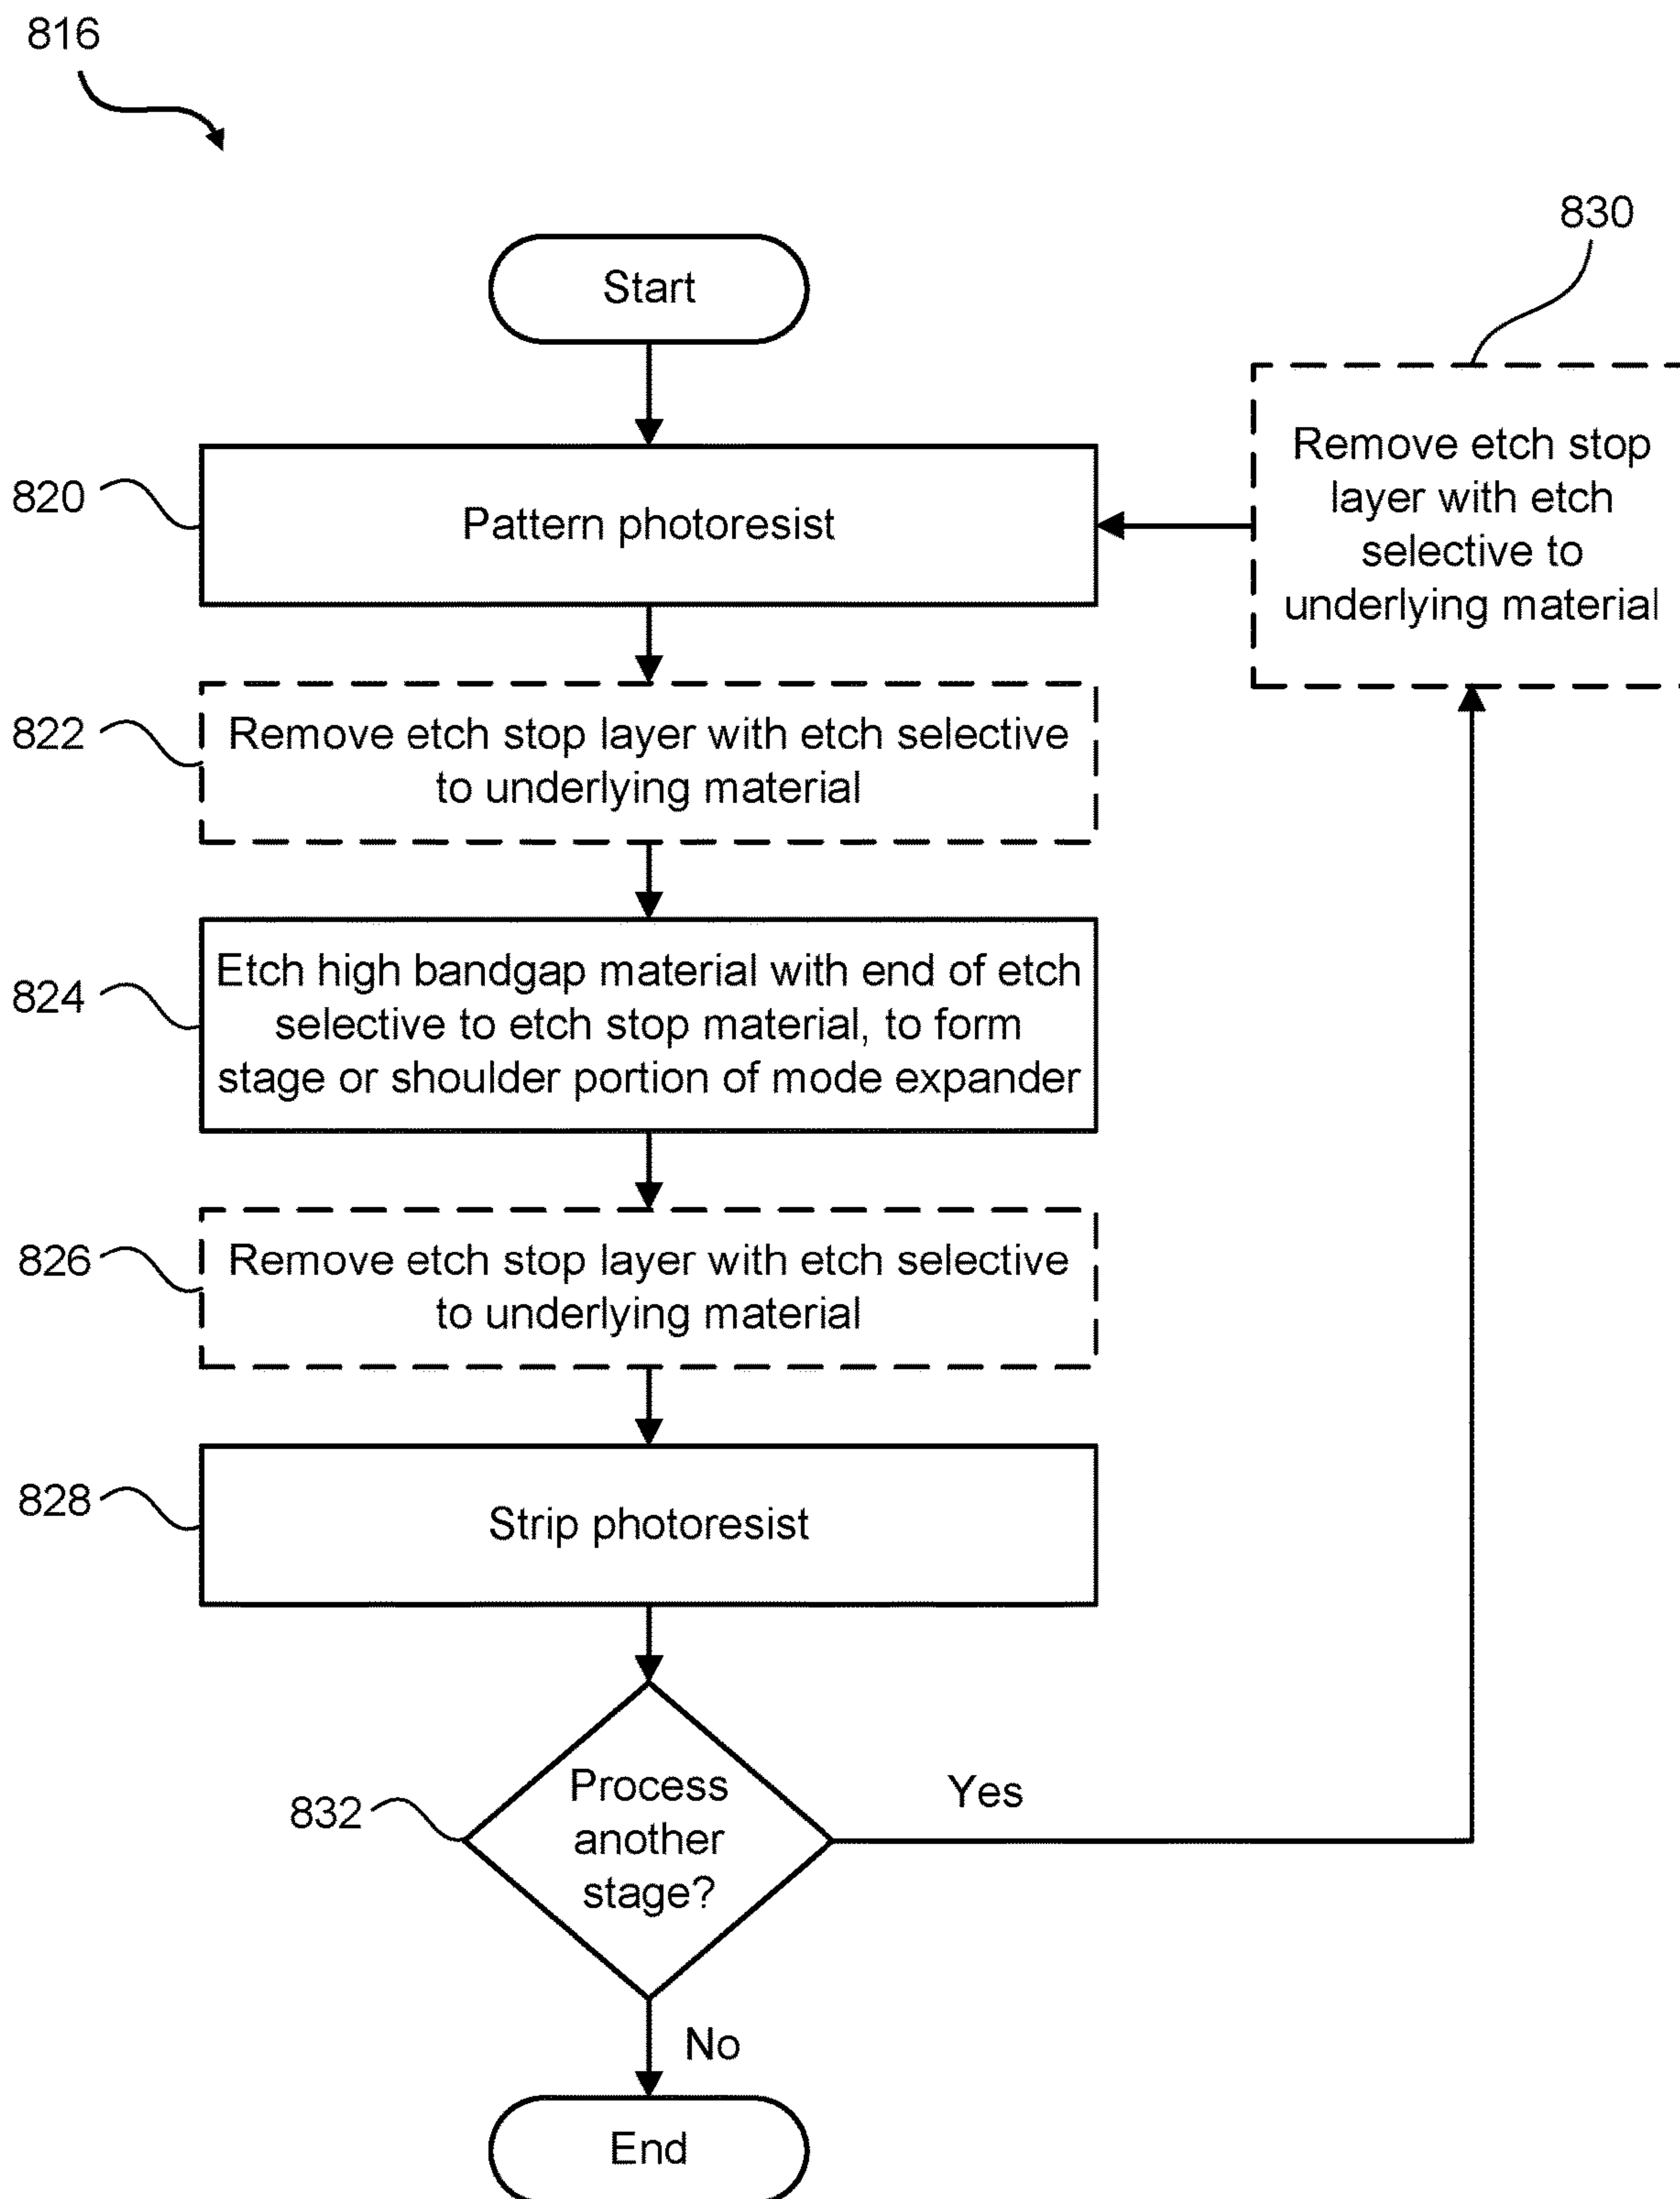 816
830
Start
Remove etch stop
layer with etch
selective to
underlying material
820
Pattern photoresist
822
Remove etch stop layer with etch selective
to underlying material
824
Etch high bandgap material with end of etch
selective to etch stop material, to form
stage or shoulder portion of mode expander
826
Remove etch stop layer with etch selective
to underlying material
828
Strip photoresist
832
Process
another
stage?
Yes
No
End